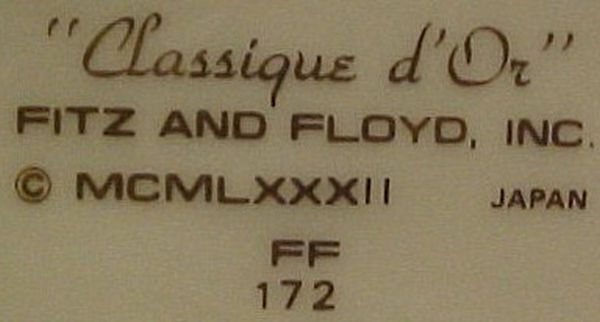 "Classique d'Or"
FITZ AND FLOYD, INC.
© MCMLXXXII JAPAN
FF
172